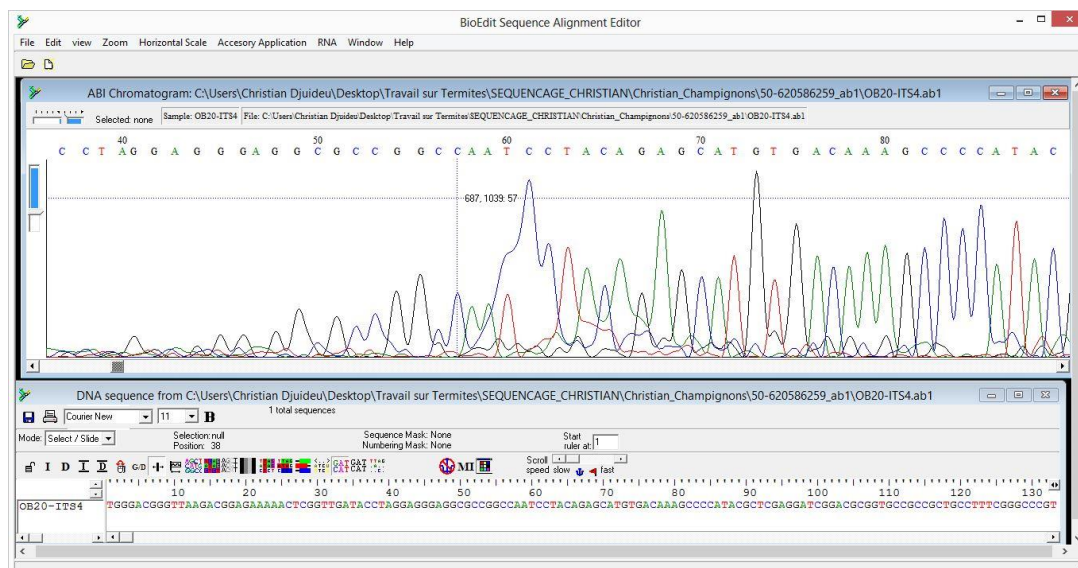 BioEdit Sequence Alignment Editor
File Edit view Zoom Horizontal Scale Accesory Application RNA Window Help
ABI Chromatogram: C:\Users\Christian Djuideu\Desktop\Travail sur Termites\SEQUENCAGE_CHRISTIAN\Christian_Champignons\50-620586259_ab1\OB20-ITS4.ab1
Selected: none Sample: OB20-ITS4 File: C:\Users\Christian Djuideu\Desktop\Travail sur Termites\SEQUENCAGE_CHRISTIAN\Christian_Champignons\50-620586259_ab1\OB20-ITS4.ab1
40 50 60 70 80
C C T A G G A G G G A G G C G C C G G C C A A T C C T A C A G A G C A T G T G A C A A A G C C C C A T A C
687, 1039: 57
DNA sequence from C:\Users\Christian Djuideu\Desktop\Travail sur Termites\SEQUENCAGE_CHRISTIAN\Christian_Champignons\50-620586259_ab1\OB20-ITS4.ab1
Courier New 11 B 1 total sequences
Mode: Select / Slide Selection: null Sequence Mask: None Start
Position: 38 Numbering Mask: None ruler at: 1
I D I D G/D MI Scroll
speed slow fast
10 20 30 40 50 60 70 80 90 100 110 120 130
OB20-ITS4 TGGGACGGGTTAAGACGGAGAAAAACTCGGTTGATACCTAGGAGGGAGGCGCCGGCCAATCCTACAGAGCATGTGACAAAGCCCCATACGCTCGAGGATCGGACGCGGTGCCGCCGCTGCCTTTCGGGCCCGT